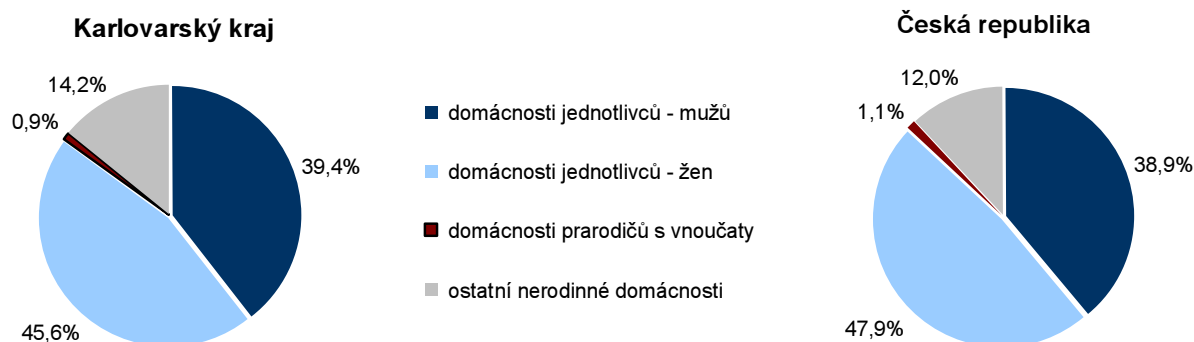 Karlovarský kraj
14,2%
0,9%
39,4%
45,6%
domácnosti jednotlivců - mužů
domácnosti jednotlivců - žen
domácnosti prarodičů s vnoučaty
ostatní nerodinné domácnosti
Česká republika
12,0%
1,1%
38,9%
47,9%